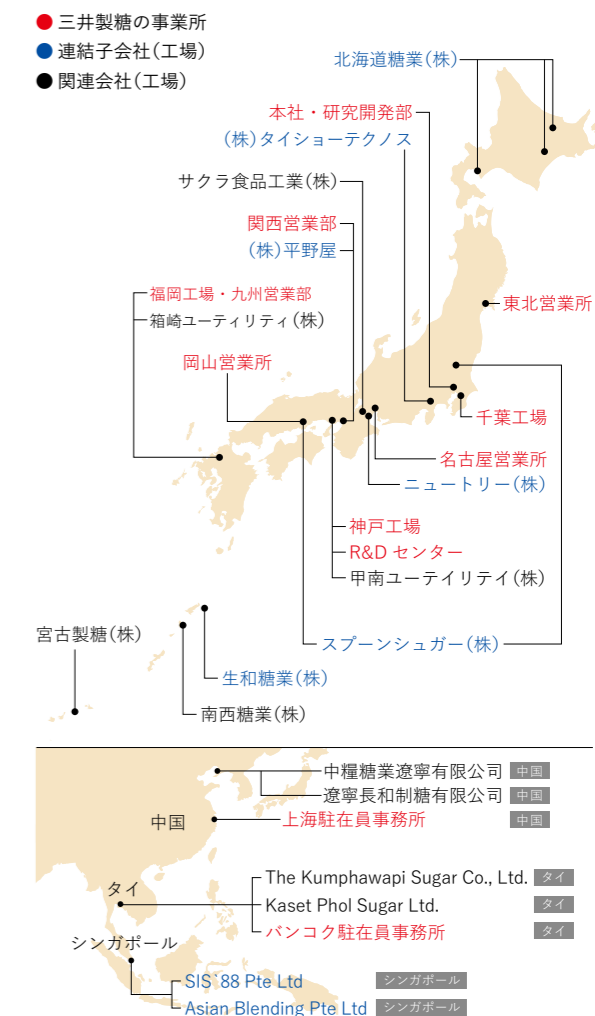 三井製糖の事業所
連結子会社(工場)
関連会社(工場)
北海道糖業(株)
本社・研究開発部
(株)タイショーテクノス
サクラ食品工業(株)
関西営業部
(株)平野屋
福岡工場・九州営業部
箱崎ユーティリティ(株)
東北営業所
岡山営業所
千葉工場
名古屋営業所
ニュートリー(株)
神戸工場
R&D センター
甲南ユーテイリテイ(株)
宮古製糖(株)
スプーンシュガー(株)
生和糖業(株)
南西糖業(株)
中糧糖業遼寧有限公司 中国
遼寧長和制糖有限公司 中国
中国
上海駐在員事務所 中国
The Kumphawapi Sugar Co., Ltd. タイ
タイ
Kaset Phol Sugar Ltd. タイ
バンコク駐在員事務所 タイ
シンガポール
SIS`88 Pte Ltd シンガポール
Asian Blending Pte Ltd シンガポール